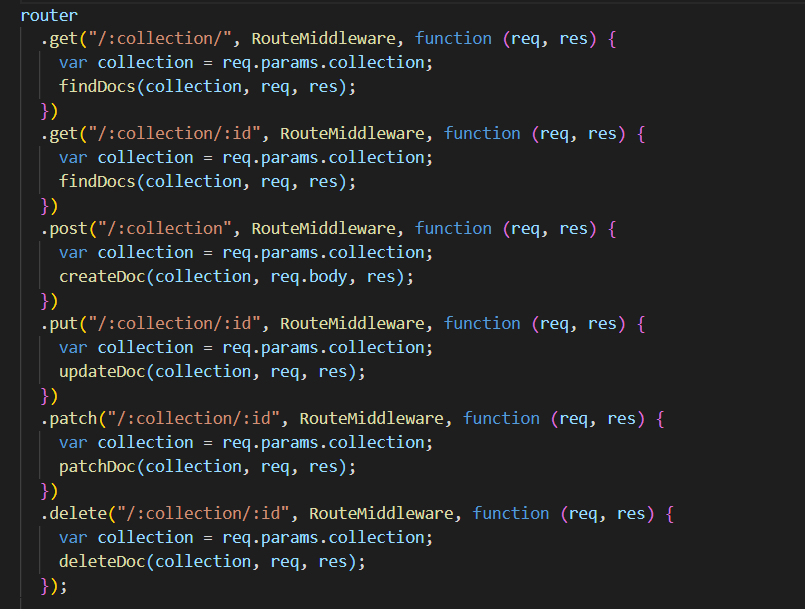 router
  .get("/:collection/", RouteMiddleware, function (req, res) {
    var collection = req.params.collection;
    findDocs(collection, req, res);
  })
  .get("/:collection/:id", RouteMiddleware, function (req, res) {
    var collection = req.params.collection;
    findDocs(collection, req, res);
  })
  .post("/:collection", RouteMiddleware, function (req, res) {
    var collection = req.params.collection;
    createDoc(collection, req.body, res);
  })
  .put("/:collection/:id", RouteMiddleware, function (req, res) {
    var collection = req.params.collection;
    updateDoc(collection, req, res);
  })
  .patch("/:collection/:id", RouteMiddleware, function (req, res) {
    var collection = req.params.collection;
    patchDoc(collection, req, res);
  })
  .delete("/:collection/:id", RouteMiddleware, function (req, res) {
    var collection = req.params.collection;
    deleteDoc(collection, req, res);
  });